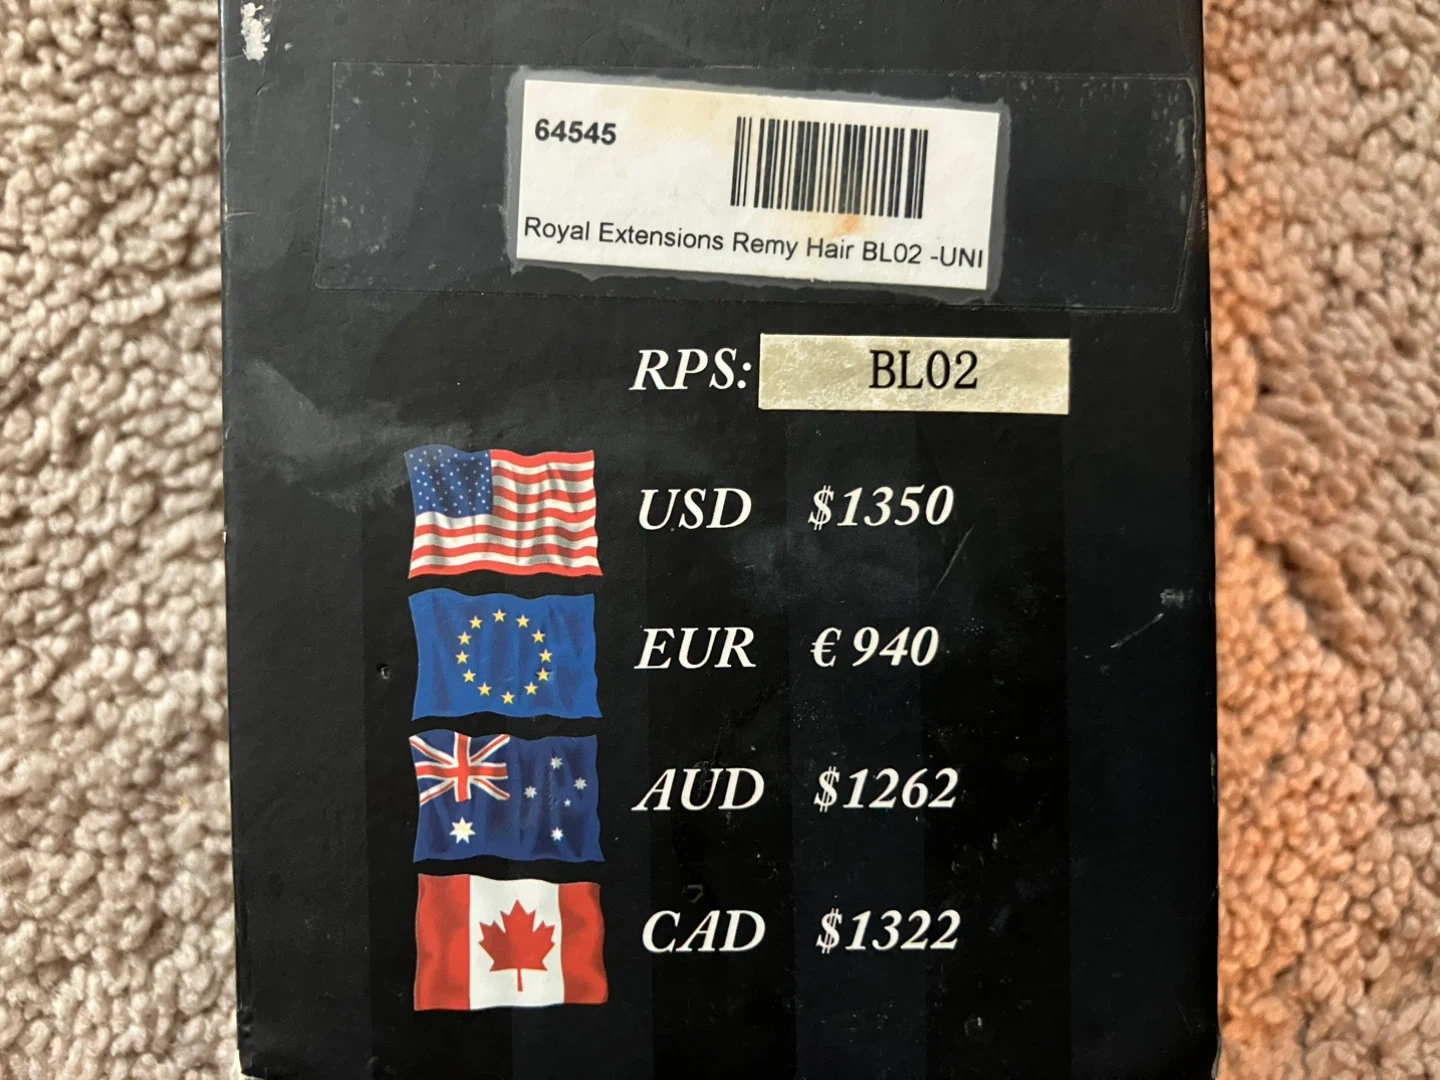 64545
Royal Extensions Remy Hair BL02 -UNI
RPS: BL02
USD $1350
EUR € 940
AUD $1262
CAD $1322